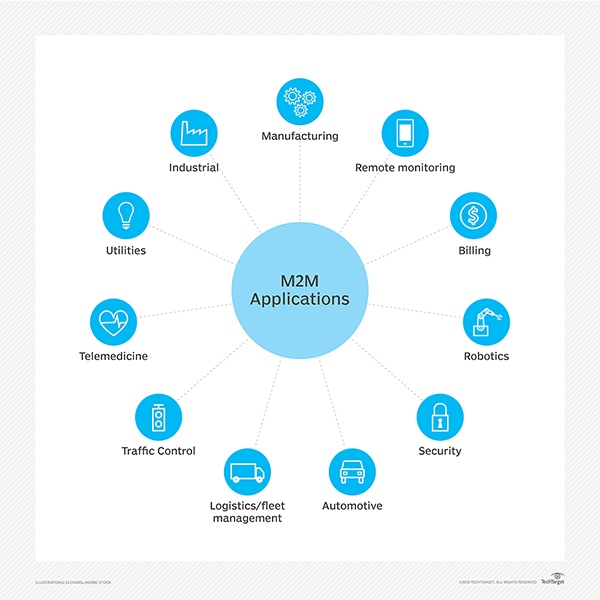 Manufacturing
Remote monitoring
Billing
Robotics
Security
Automotive
Logistics/fleet
management
Traffic Control
Telemedicine
Utilities
Industrial
M2M
Applications
ILLUSTRATIONS: ELENABSL/ADOBE STOCK
©2018 TECHTARGET. ALL RIGHTS RESERVED
TechTarget